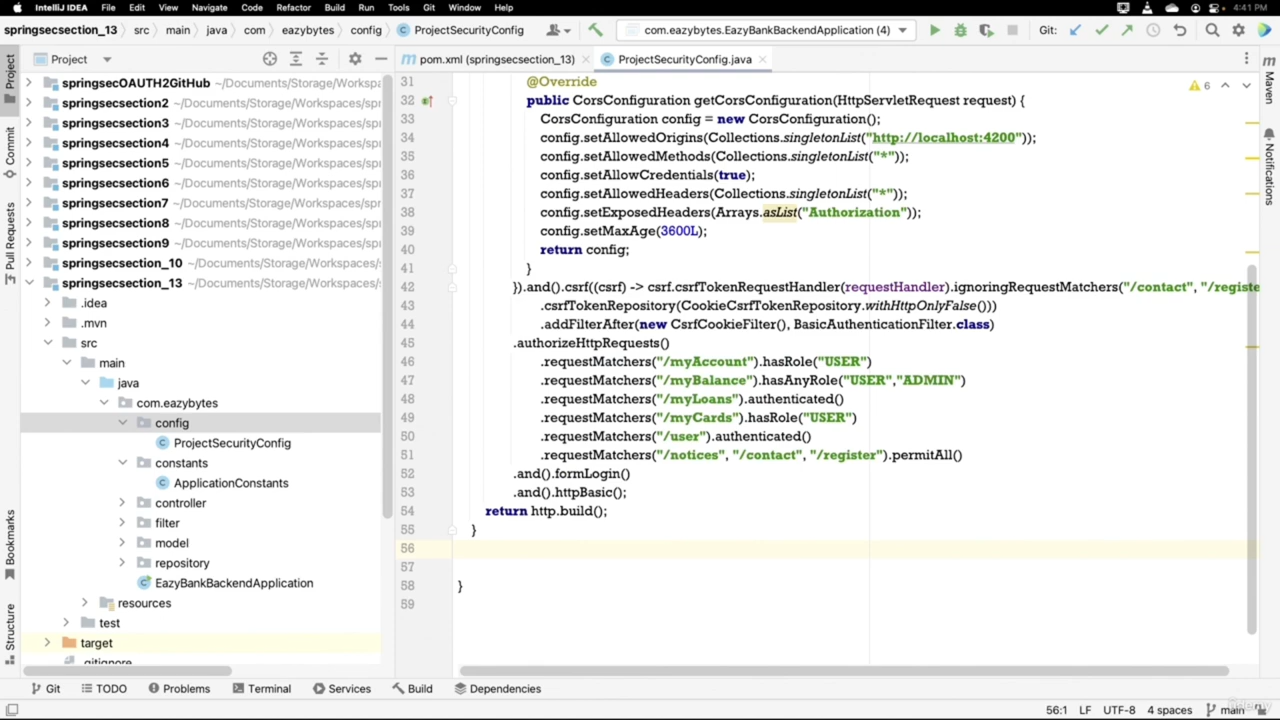 IntelliJ IDEA File Edit View Navigate Code Refactor Build Run Tools Git Window Help 4:41 PM
springsecsection_13 src main java com eazybytes config ProjectSecurityConfig com.eazybytes.EazyBankBackendApplication (4) Git:
Project pom.xml (springsecsection_13) ProjectSecurityConfig.java
Project
Commit
Pull Requests
Bookmarks
Structure
springsecOAUTH2GitHub ~/Documents/Storage/Workspa
springsecsection2 ~/Documents/Storage/Workspaces/spr
springsecsection3 ~/Documents/Storage/Workspaces/spr
springsecsection4 ~/Documents/Storage/Workspaces/spr
springsecsection5 ~/Documents/Storage/Workspaces/spr
springsecsection6 ~/Documents/Storage/Workspaces/spr
springsecsection7 ~/Documents/Storage/Workspaces/spr
springsecsection8 ~/Documents/Storage/Workspaces/spr
springsecsection9 ~/Documents/Storage/Workspaces/spr
springsecsection_10 ~/Documents/Storage/Workspaces/
springsecsection_13 ~/Documents/Storage/Workspaces/
.idea
.mvn
src
main
java
com.eazybytes
config
ProjectSecurityConfig
constants
ApplicationConstants
controller
filter
model
repository
EazyBankBackendApplication
resources
test
target
.gitignore
31 @Override
32 public CorsConfiguration getCorsConfiguration(HttpServletRequest request) {
33 CorsConfiguration config = new CorsConfiguration();
34 config.setAllowedOrigins(Collections.singletonList("http://localhost:4200"));
35 config.setAllowedMethods(Collections.singletonList("*"));
36 config.setAllowCredentials(true);
37 config.setAllowedHeaders(Collections.singletonList("*"));
38 config.setExposedHeaders(Arrays.asList("Authorization"));
39 config.setMaxAge(3600L);
40 return config;
41 }
42 }).and().csrf((csrf) -> csrf.csrfTokenRequestHandler(requestHandler).ignoringRequestMatchers("/contact", "/registe
43 .csrfTokenRepository(CookieCsrfTokenRepository.withHttpOnlyFalse()))
44 .addFilterAfter(new CsrfCookieFilter(), BasicAuthenticationFilter.class)
45 .authorizeHttpRequests()
46 .requestMatchers("/myAccount").hasRole("USER")
47 .requestMatchers("/myBalance").hasAnyRole("USER","ADMIN")
48 .requestMatchers("/myLoans").authenticated()
49 .requestMatchers("/myCards").hasRole("USER")
50 .requestMatchers("/user").authenticated()
51 .requestMatchers("/notices", "/contact", "/register").permitAll()
52 .and().formLogin()
53 .and().httpBasic();
54 return http.build();
55 }
56
57
58 }
59
6
Maven
Notifications
Git TODO Problems Terminal Services Build Dependencies
56:1 LF UTF-8 4 spaces main